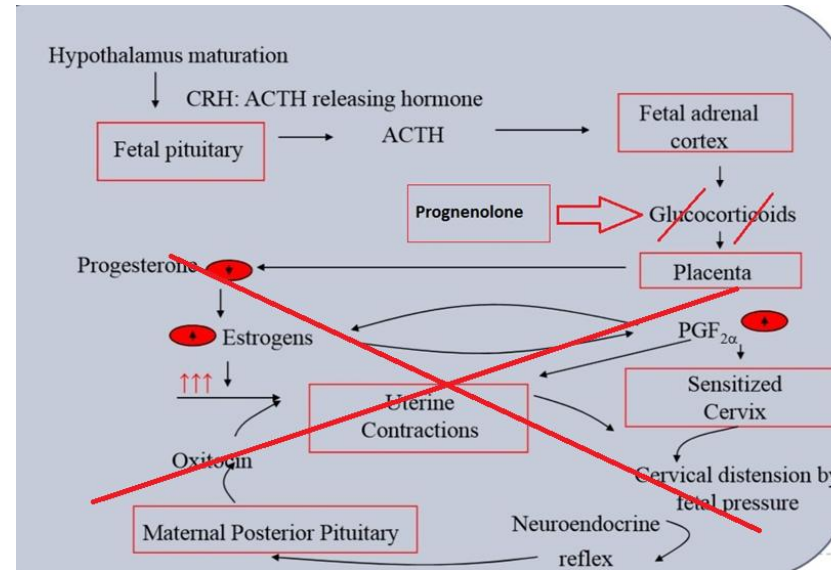 Hypothalamus maturation
CRH: ACTH releasing hormone
Fetal pituitary
ACTH
Fetal adrenal
cortex
Prognenolone
Glucocorticoids
Progesterone
Placenta
Estrogens
PGF2α
↑↑↑
Uterine
Contractions
Sensitized
Cervix
Oxitocin
Cervical distension by
fetal pressure
Maternal Posterior Pituitary
Neuroendocrine
reflex